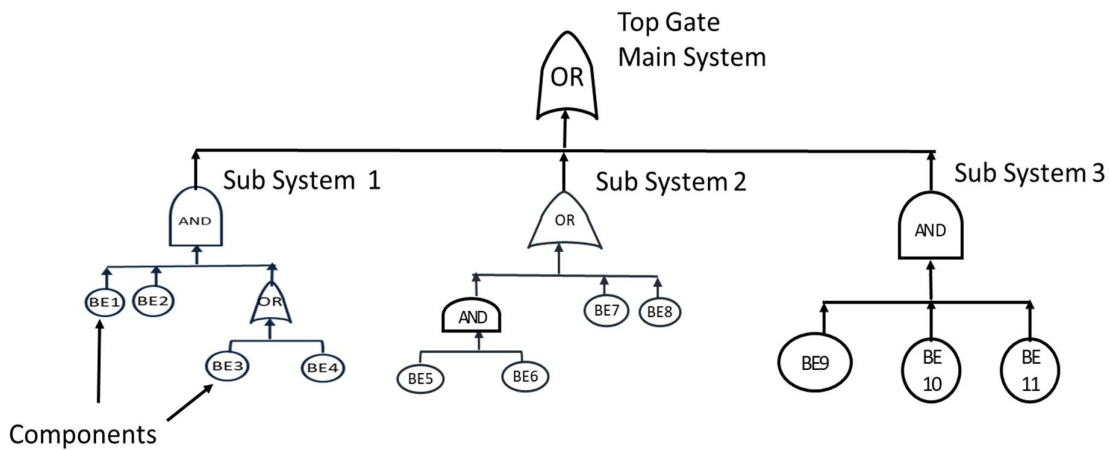 Top Gate
Main System
OR
Sub System 1
Sub System 2
Sub System 3
AND
OR
AND
BE1
BE2
OR
AND
BE7
BE8
BE3
BE4
BE5
BE6
BE9
BE
10
BE
11
Components